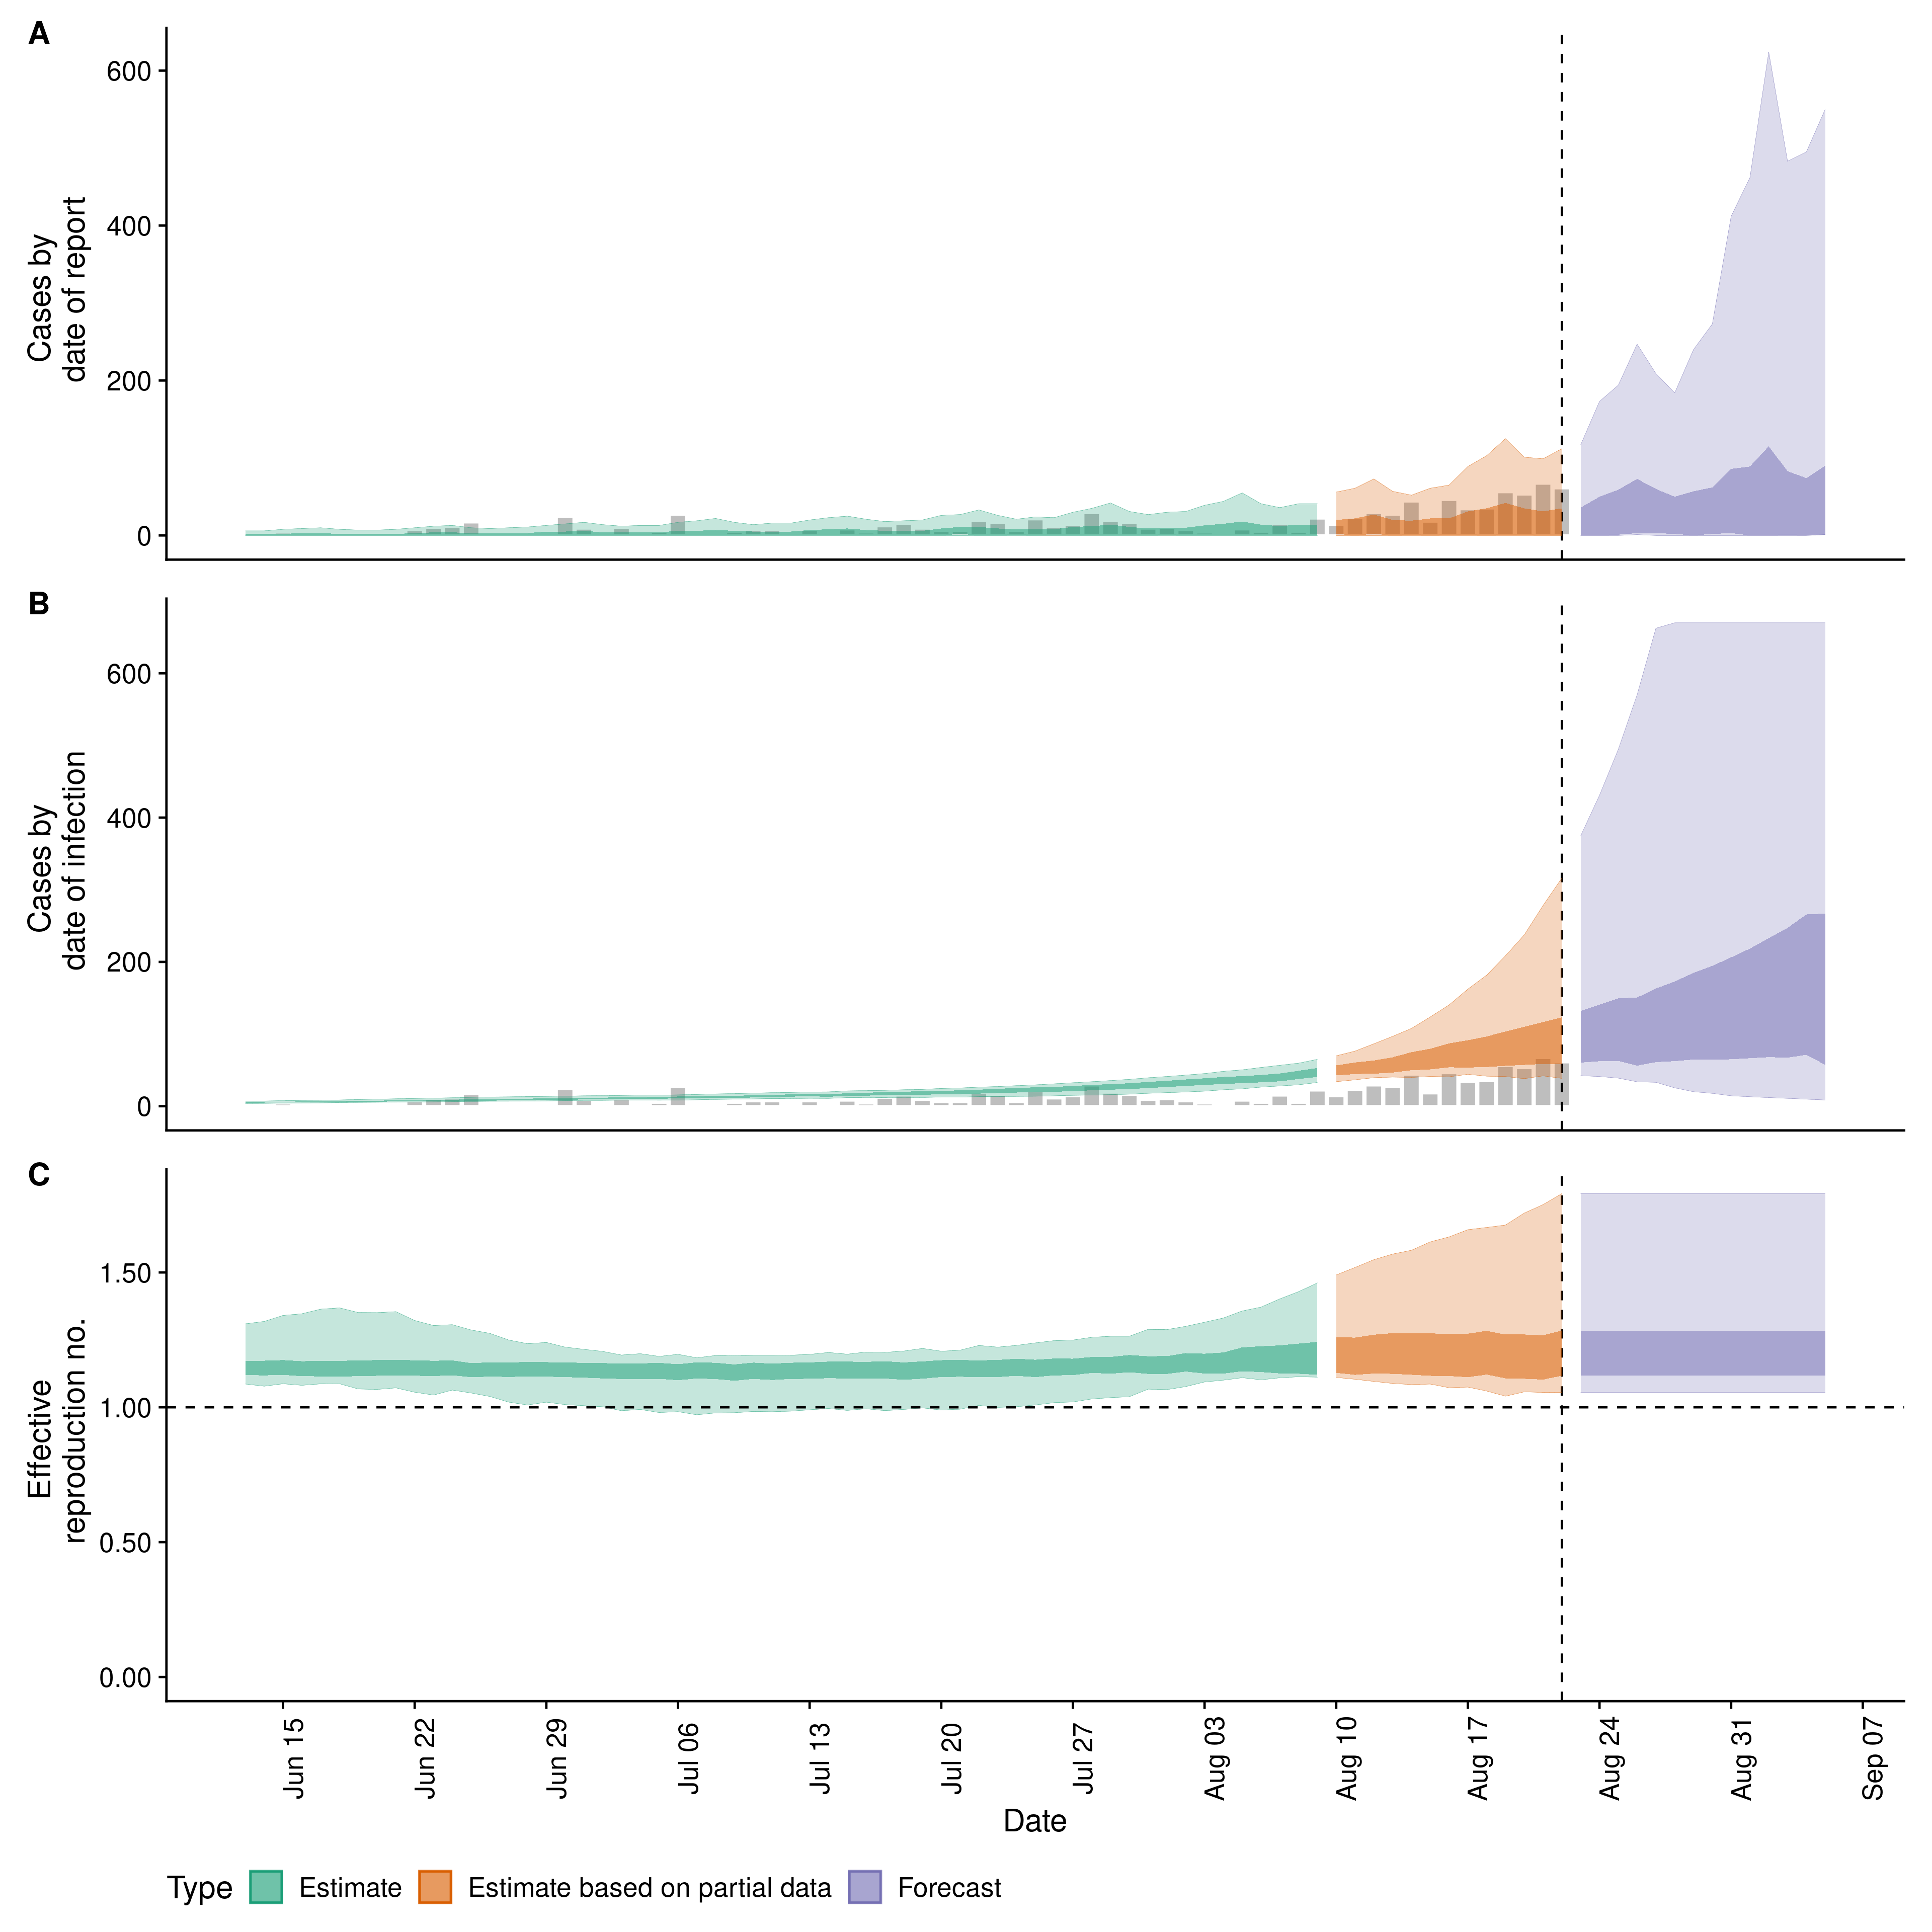 A
Cases by
date of report
600
400
200
0
B
Cases by
date of infection
600
400
200
0
C
Effective
reproduction no.
1.50
1.00
0.50
0.00
Jun 15
Jun 22
Jun 29
Jul 06
Jul 13
Jul 20
Jul 27
Aug 03
Aug 10
Aug 17
Aug 24
Aug 31
Sep 07
Date
Type Estimate Estimate based on partial data Forecast